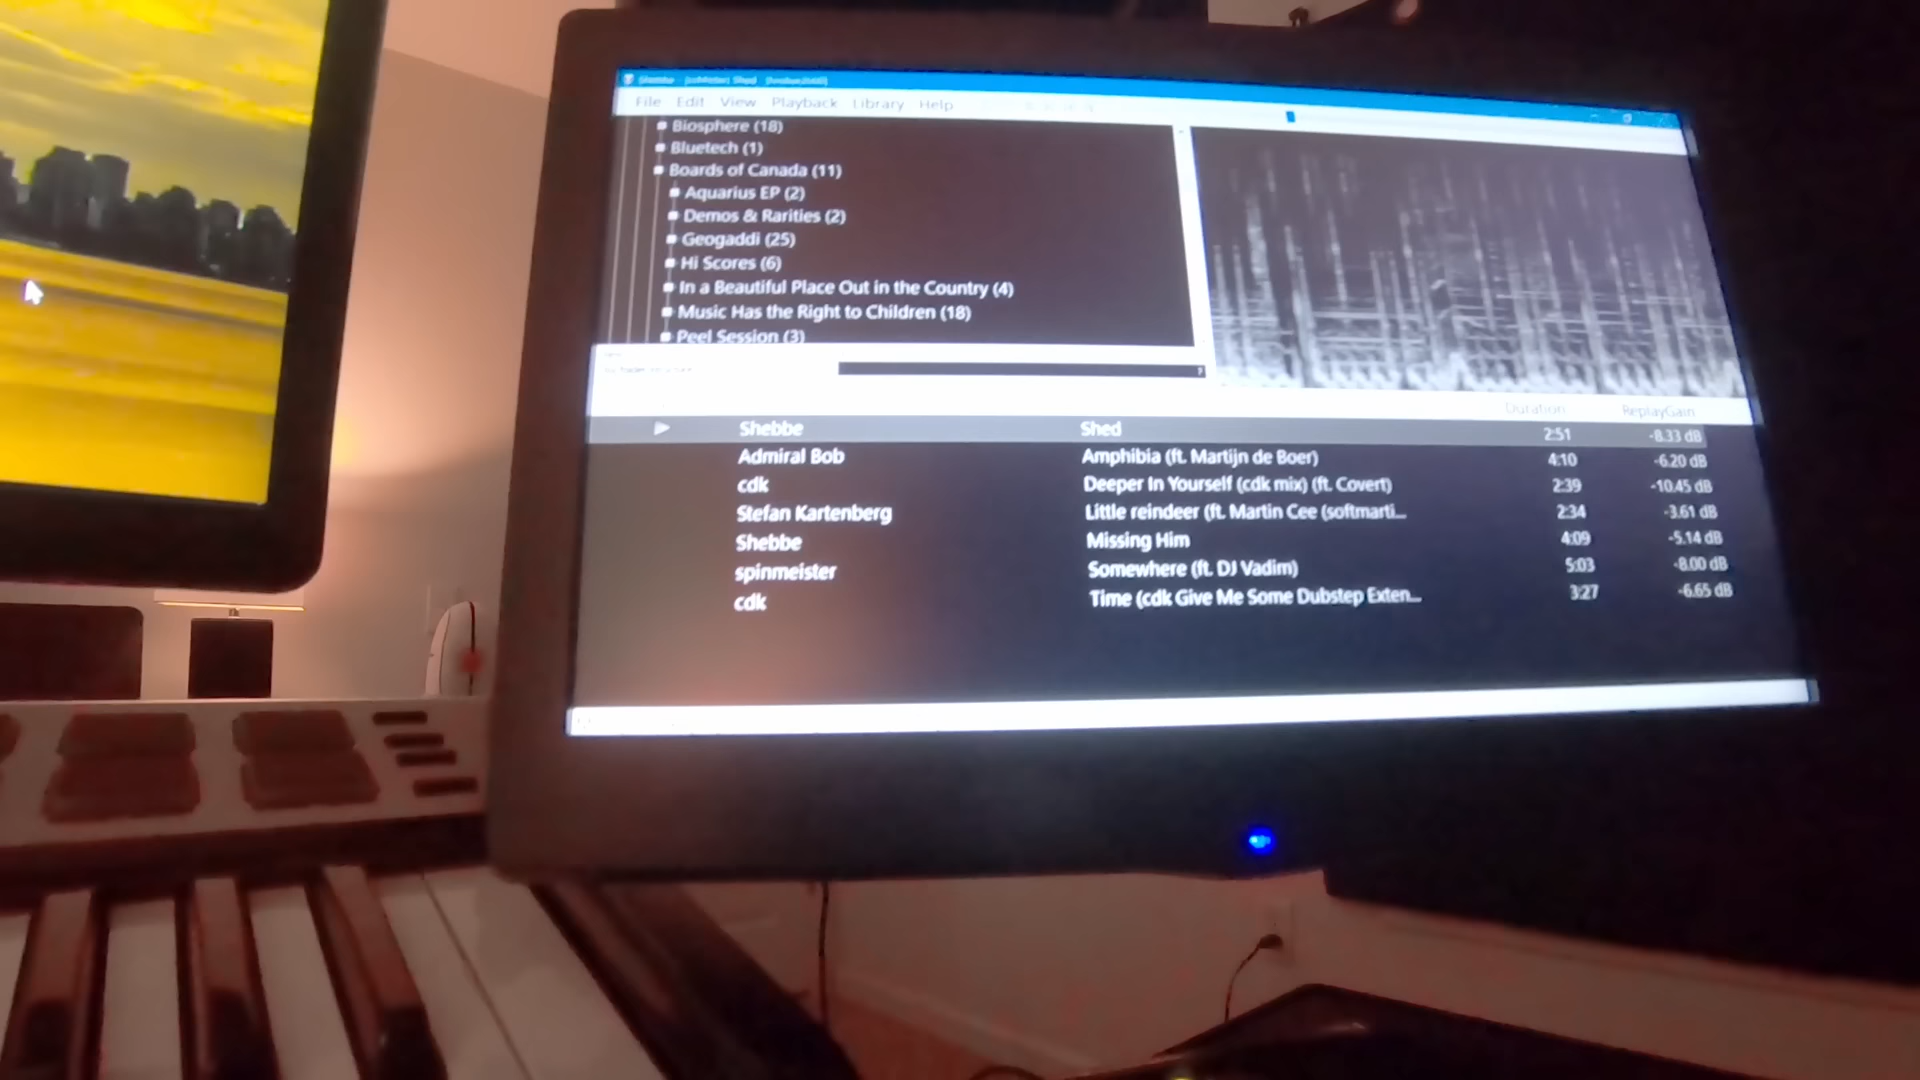 File Edit View Playback Library Help
Biosphere (18)
Bluetech (1)
Boards of Canada (11)
Aquarius EP (2)
Demos & Rarities (2)
Geogaddi (25)
Hi Scores (6)
In a Beautiful Place Out in the Country (4)
Music Has the Right to Children (18)
Peel Session (3)
Duration ReplayGain
Shebbe Shed 2:51 -8.33 dB
Admiral Bob Amphibia (ft. Martijn de Boer) 4:10 -6.20 dB
cdk Deeper In Yourself (cdk mix) (ft. Covert) 2:39 -10.45 dB
Stefan Kartenberg Little reindeer (ft. Martin Cee (softmarti... 2:34 -3.61 dB
Shebbe Missing Him 4:09 -5.14 dB
spinmeister Somewhere (ft. DJ Vadim) 5:03 -8.00 dB
cdk Time (cdk Give Me Some Dubstep Exten... 3:27 -6.65 dB